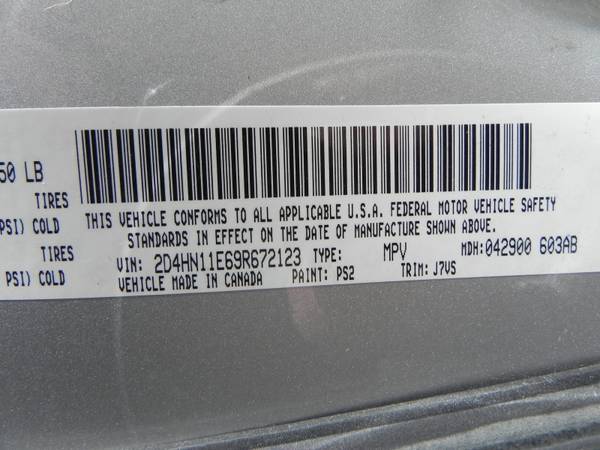 50 LB
TIRES
PSI) COLD
TIRES
PSI) COLD
THIS VEHICLE CONFORMS TO ALL APPLICABLE U.S.A. FEDERAL MOTOR VEHICLE SAFETY
STANDARDS IN EFFECT ON THE DATE OF MANUFACTURE SHOWN ABOVE.
VIN: 2D4HN11E69R672123 TYPE: MPV MDH:042900 603AB
VEHICLE MADE IN CANADA PAINT: PS2 TRIM: J7VS